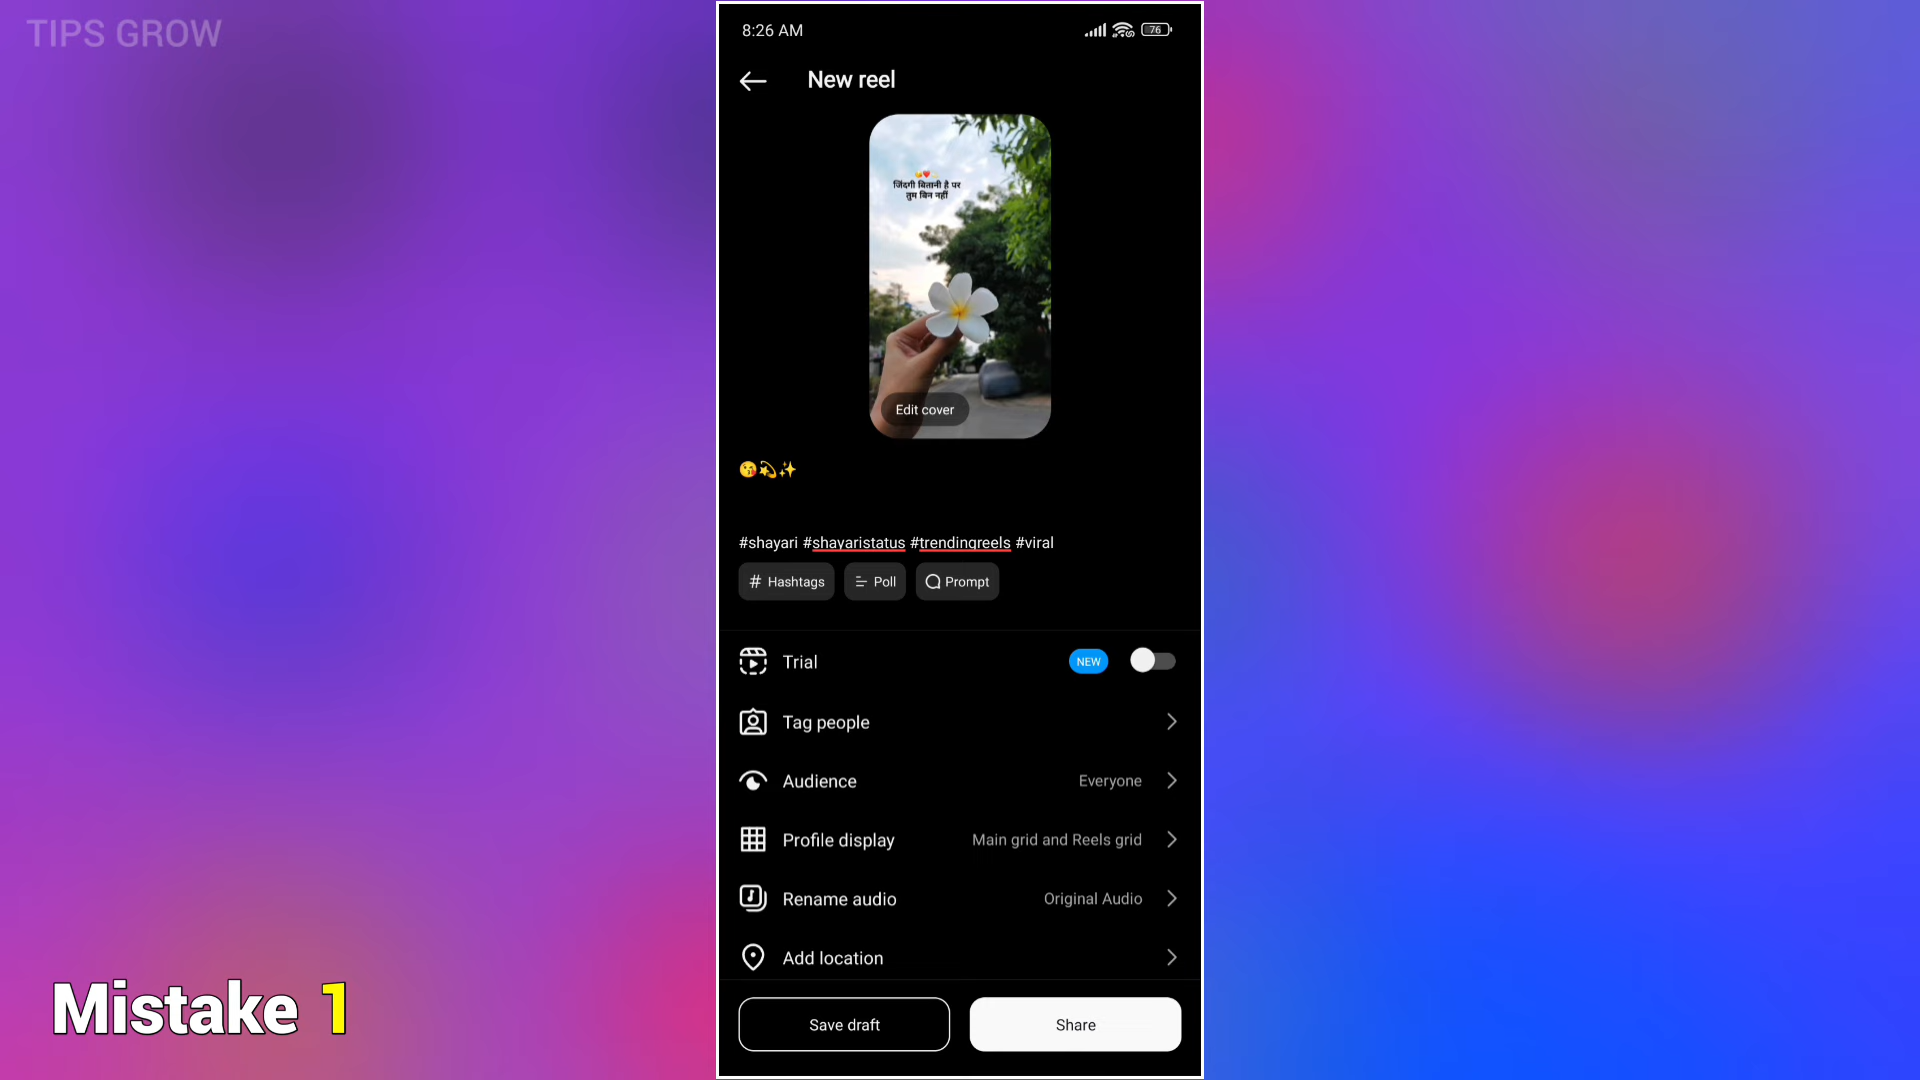 TIPS GROW
8:26 AM
76
New reel
😘❤️
जिंदगी बितानी है पर
तुम बिन नहीं
Edit cover
😘💫✨
#shayari #shayaristatus #trendingreels #viral
# Hashtags
Poll
Prompt
Trial NEW
Tag people
Audience Everyone
Profile display Main grid and Reels grid
Rename audio Original Audio
Add location
Save draft
Share
Mistake 1